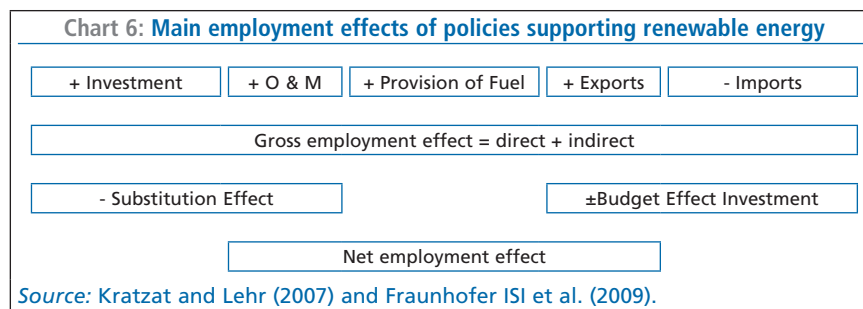 Chart 6: Main employment effects of policies supporting renewable energy
+ Investment + O & M + Provision of Fuel + Exports - Imports
Gross employment effect = direct + indirect
- Substitution Effect ±Budget Effect Investment
Net employment effect
Source: Kratzat and Lehr (2007) and Fraunhofer ISI et al. (2009).